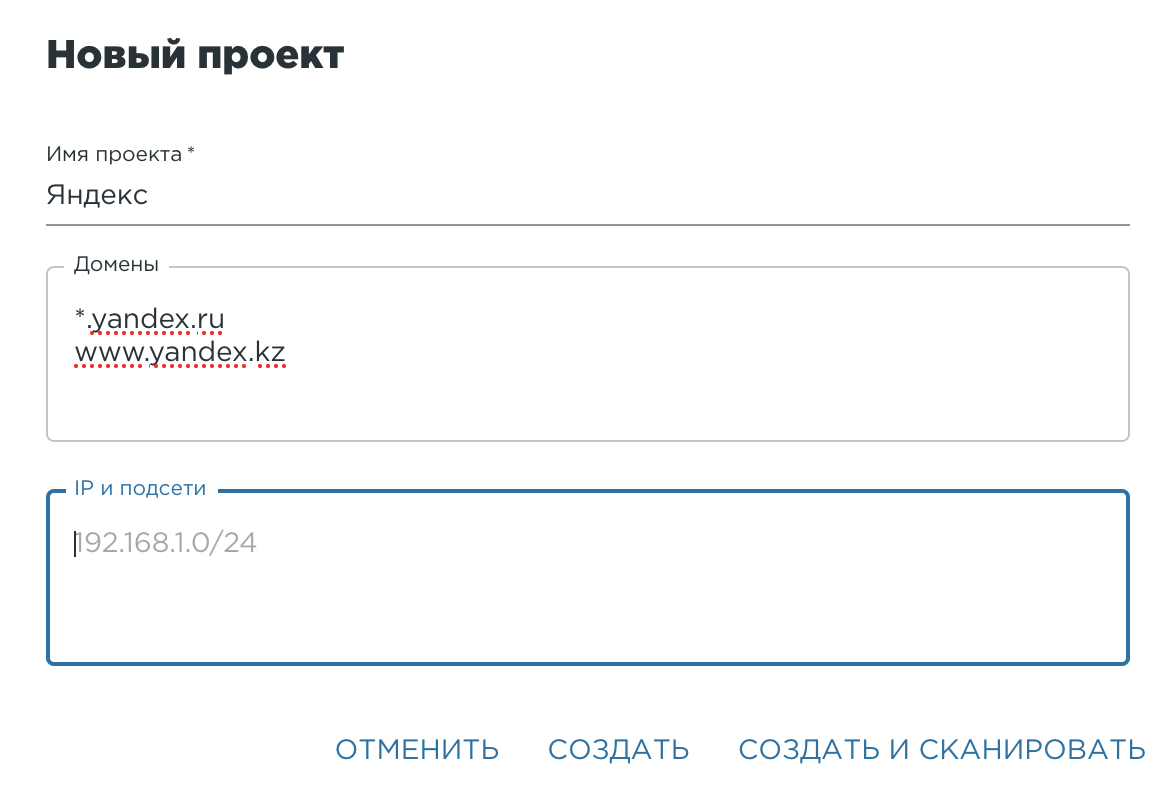 Новый проект
Имя проекта *
Яндекс
Домены
*.yandex.ru
www.yandex.kz
IP и подсети
192.168.1.0/24
ОТМЕНИТЬ СОЗДАТЬ СОЗДАТЬ И СКАНИРОВАТЬ